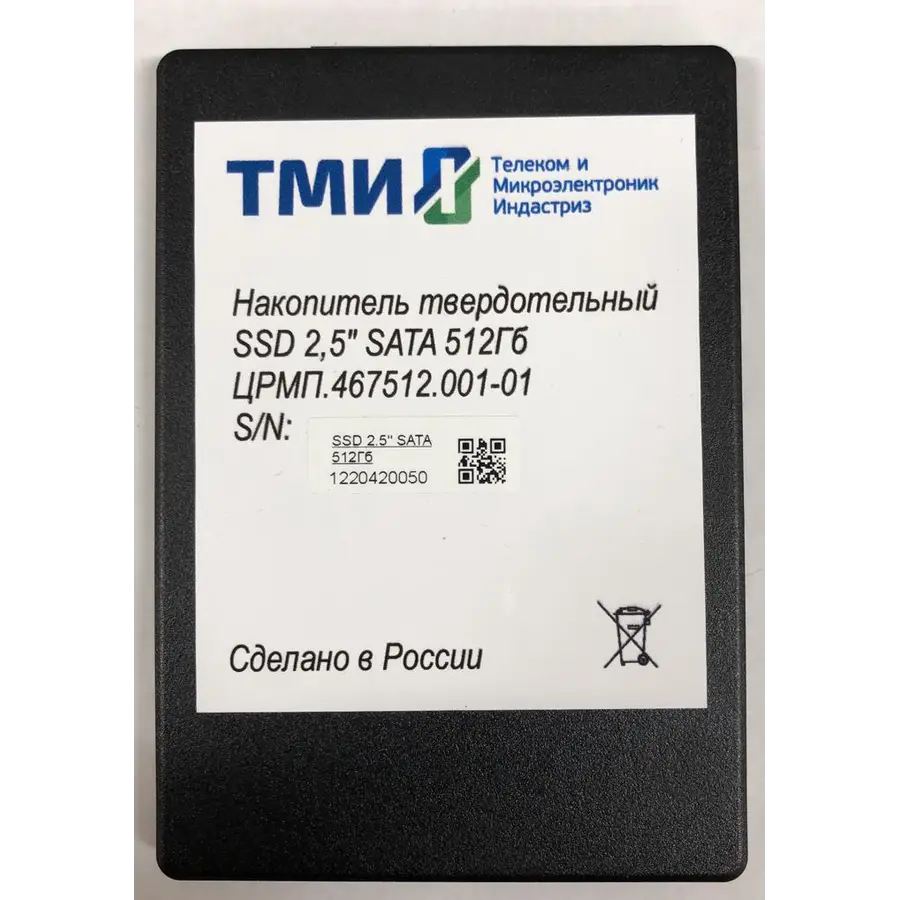 ТМИ
Телеком и
Микроэлектроник
Индастриз
Накопитель твердотельный
SSD 2,5" SATA 512Гб
ЦРМП.467512.001-01
S/N:
SSD 2.5" SATA
512Гб
1220420050
Сделано в России